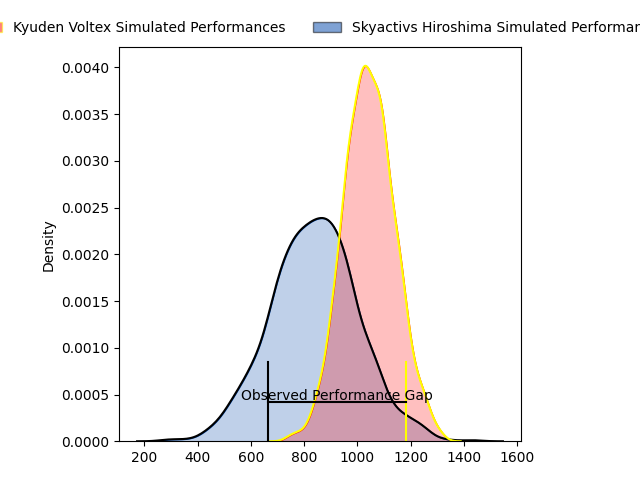 Kyuden Voltex Simulated Performances
Skyactivs Hiroshima Simulated
0.0040
0.0035
0.0030
0.0025
0.0020
0.0015
0.0010
0.0005
0.0000
Density
Observed Performance Gap
200 400 600 800 1000 1200 1400 1600